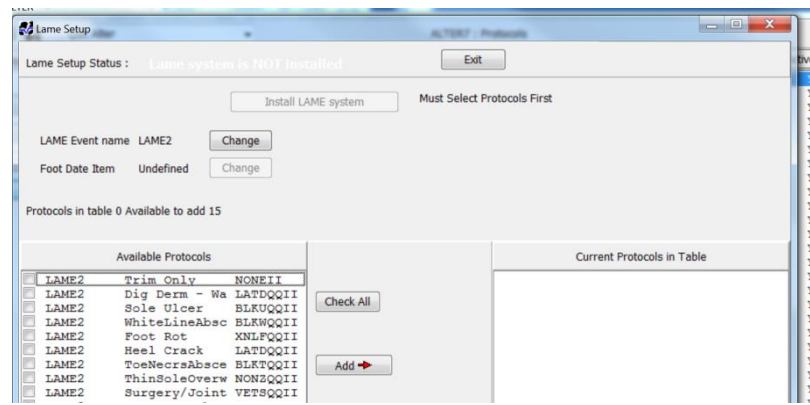 Lame Setup
ALTER7 : Protocols
Lame Setup Status : Lame system is NOT installed
Exit
Install LAME system
Must Select Protocols First
LAME Event name LAME2 Change
Foot Date Item Undefined Change
Protocols in table 0 Available to add 15
Available Protocols
Current Protocols in Table
LAME2 Trim Only NONEII
LAME2 Dig Derm - Wa LATDQQII
LAME2 Sole Ulcer BLKUQQII
LAME2 WhiteLineAbsc BLKWQQII
LAME2 Foot Rot XNLFQQII
LAME2 Heel Crack LATDQQII
LAME2 ToeNecrsAbsce BLKTQQII
LAME2 ThinSoleOverw NONZQQII
LAME2 Surgery/Joint VETSQQII
Check All
Add